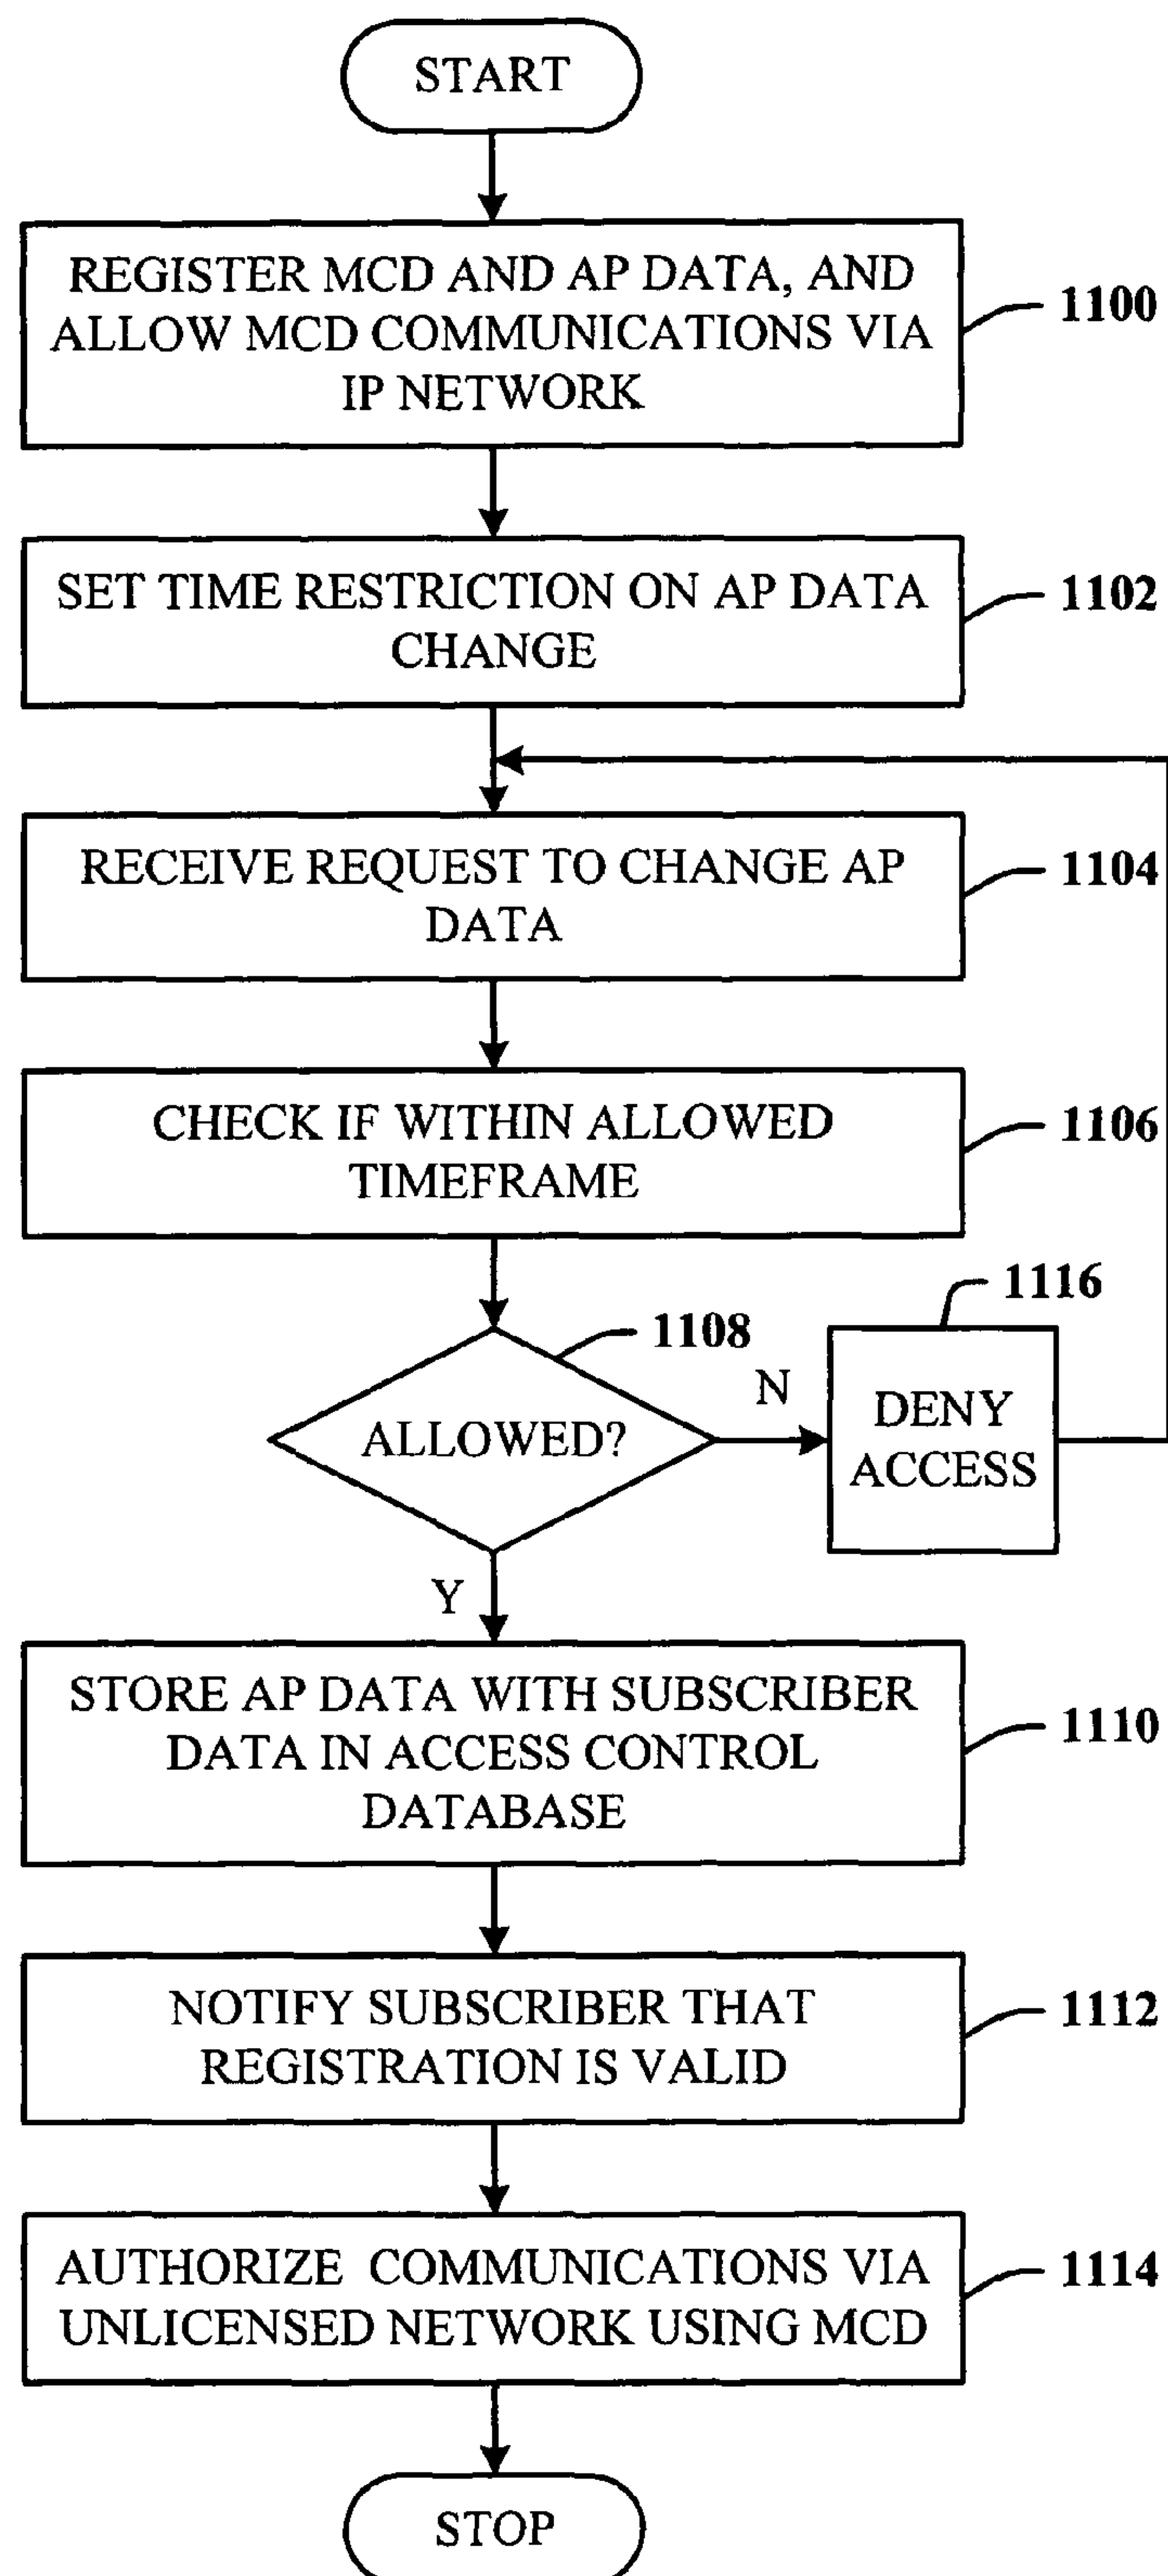 START
REGISTER MCD AND AP DATA, AND
ALLOW MCD COMMUNICATIONS VIA
IP NETWORK
1100
SET TIME RESTRICTION ON AP DATA
CHANGE
1102
RECEIVE REQUEST TO CHANGE AP
DATA
1104
CHECK IF WITHIN ALLOWED
TIMEFRAME
1106
ALLOWED?
1108
N
DENY
ACCESS
1116
Y
STORE AP DATA WITH SUBSCRIBER
DATA IN ACCESS CONTROL
DATABASE
1110
NOTIFY SUBSCRIBER THAT
REGISTRATION IS VALID
1112
AUTHORIZE COMMUNICATIONS VIA
UNLICENSED NETWORK USING MCD
1114
STOP